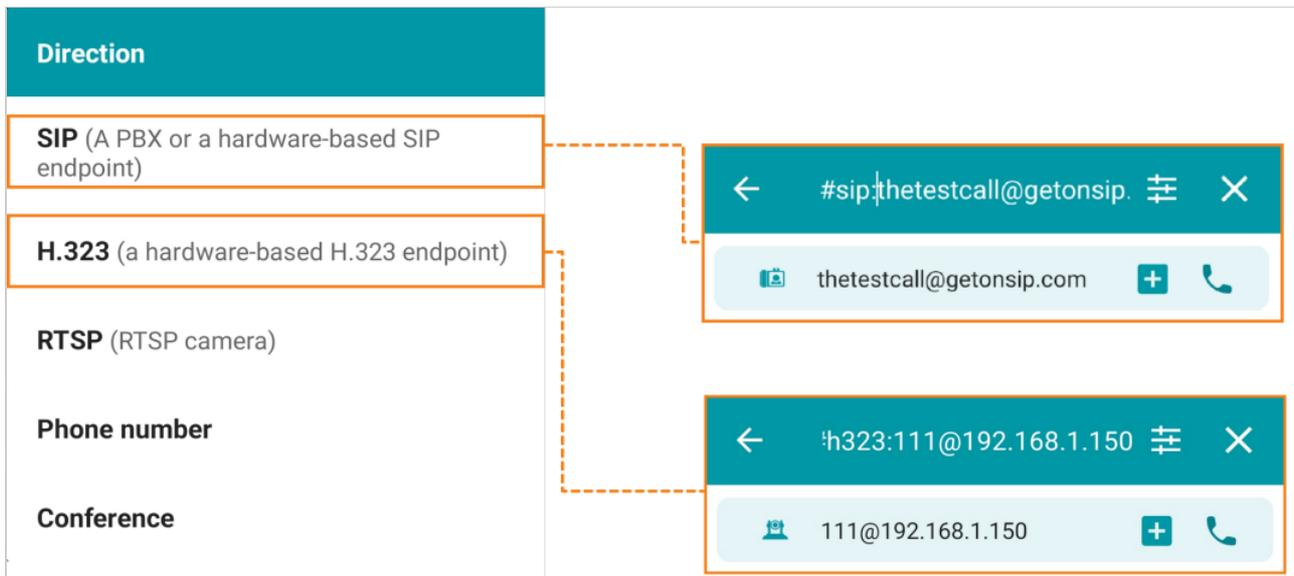 Direction
SIP (A PBX or a hardware-based SIP
endpoint)
H.323 (a hardware-based H.323 endpoint)
RTSP (RTSP camera)
Phone number
Conference
#sip:thetestcall@getonsip.
thetestcall@getonsip.com
h323:111@192.168.1.150
111@192.168.1.150